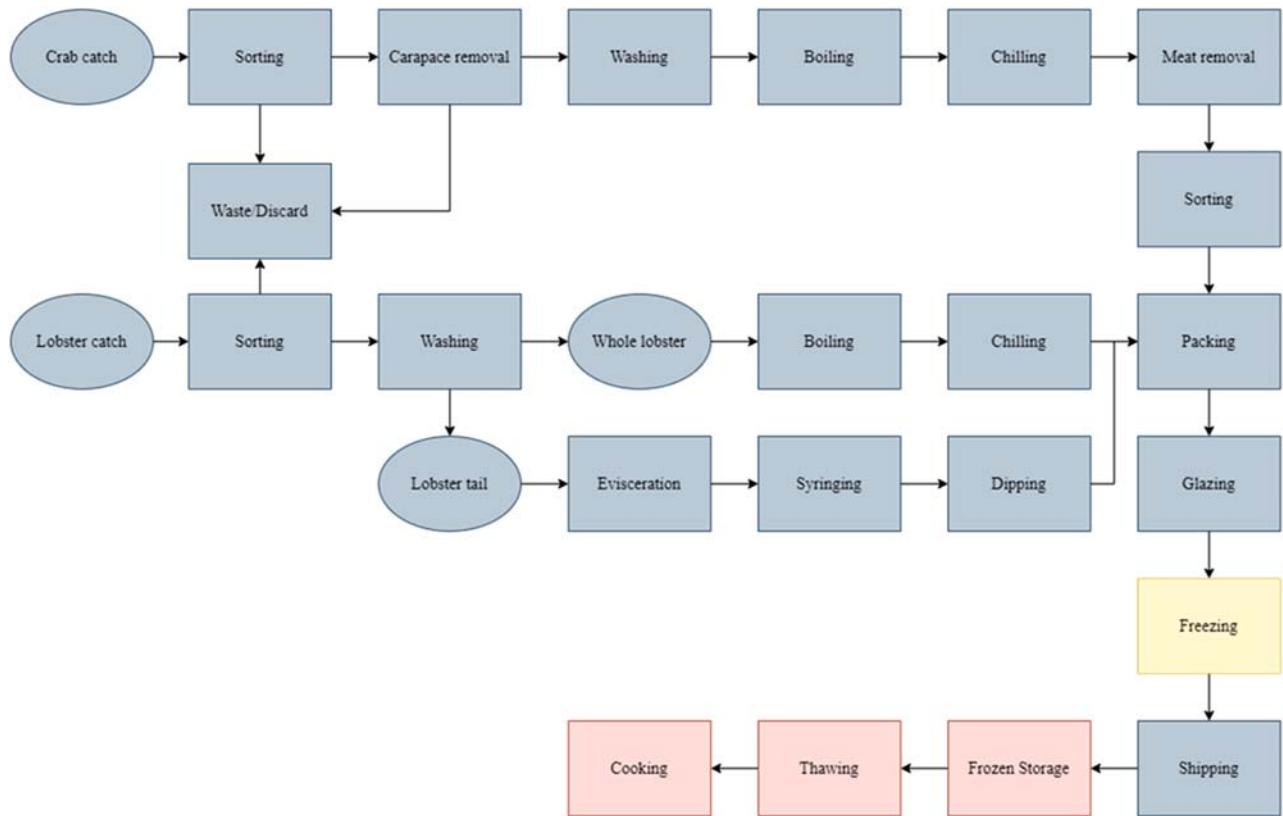 Crab catch
Sorting
Carapace removal
Washing
Boiling
Chilling
Meat removal
Waste/Discard
Sorting
Lobster catch
Sorting
Washing
Whole lobster
Boiling
Chilling
Packing
Lobster tail
Evisceration
Syringing
Dipping
Glazing
Freezing
Cooking
Thawing
Frozen Storage
Shipping